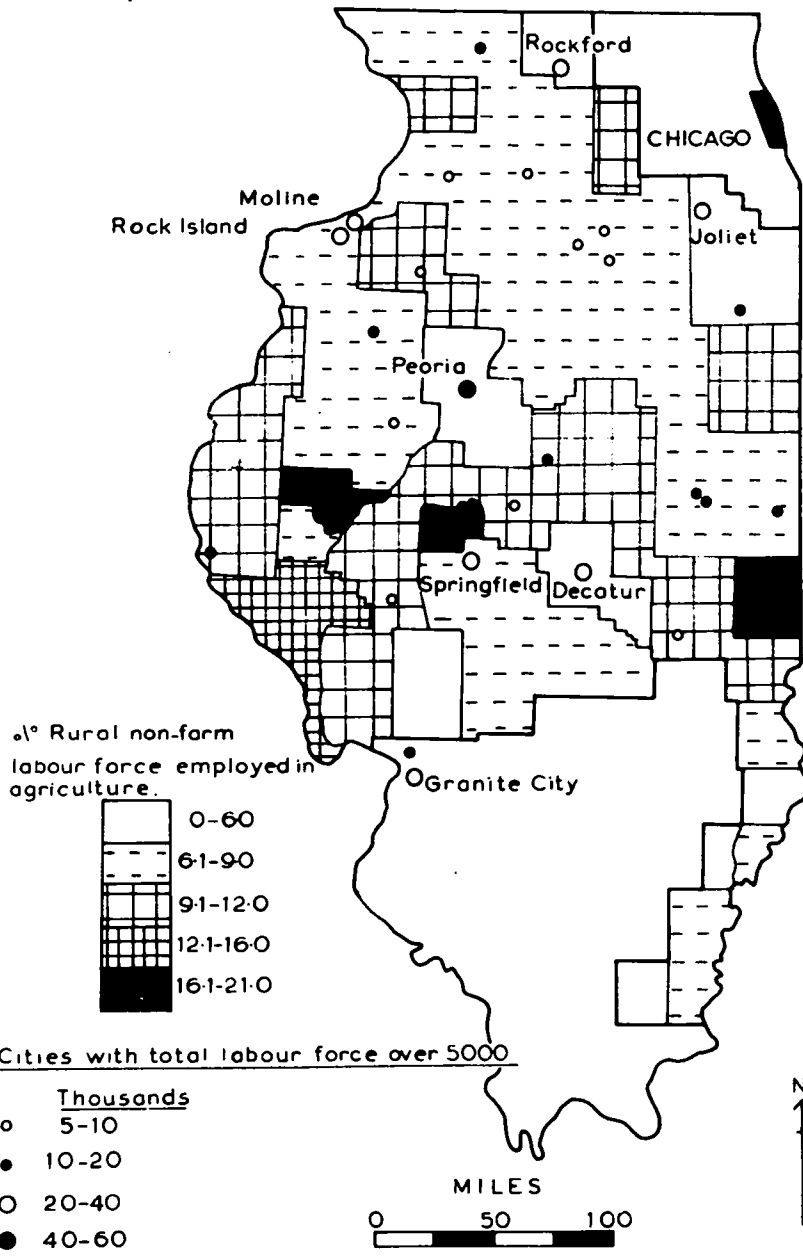 Rockford
CHICAGO
Moline
Rock Island
Joliet
Peoria
Springfield
Decatur
Granite City
%
Rural non-farm
labour force employed in
agriculture.
0-60
6·1-9·0
9·1-12·0
12·1-16·0
16·1-21·0
Cities with total labour force over 5000
Thousands
5-10
10-20
20-40
40-60
MILES
0 50 100
N